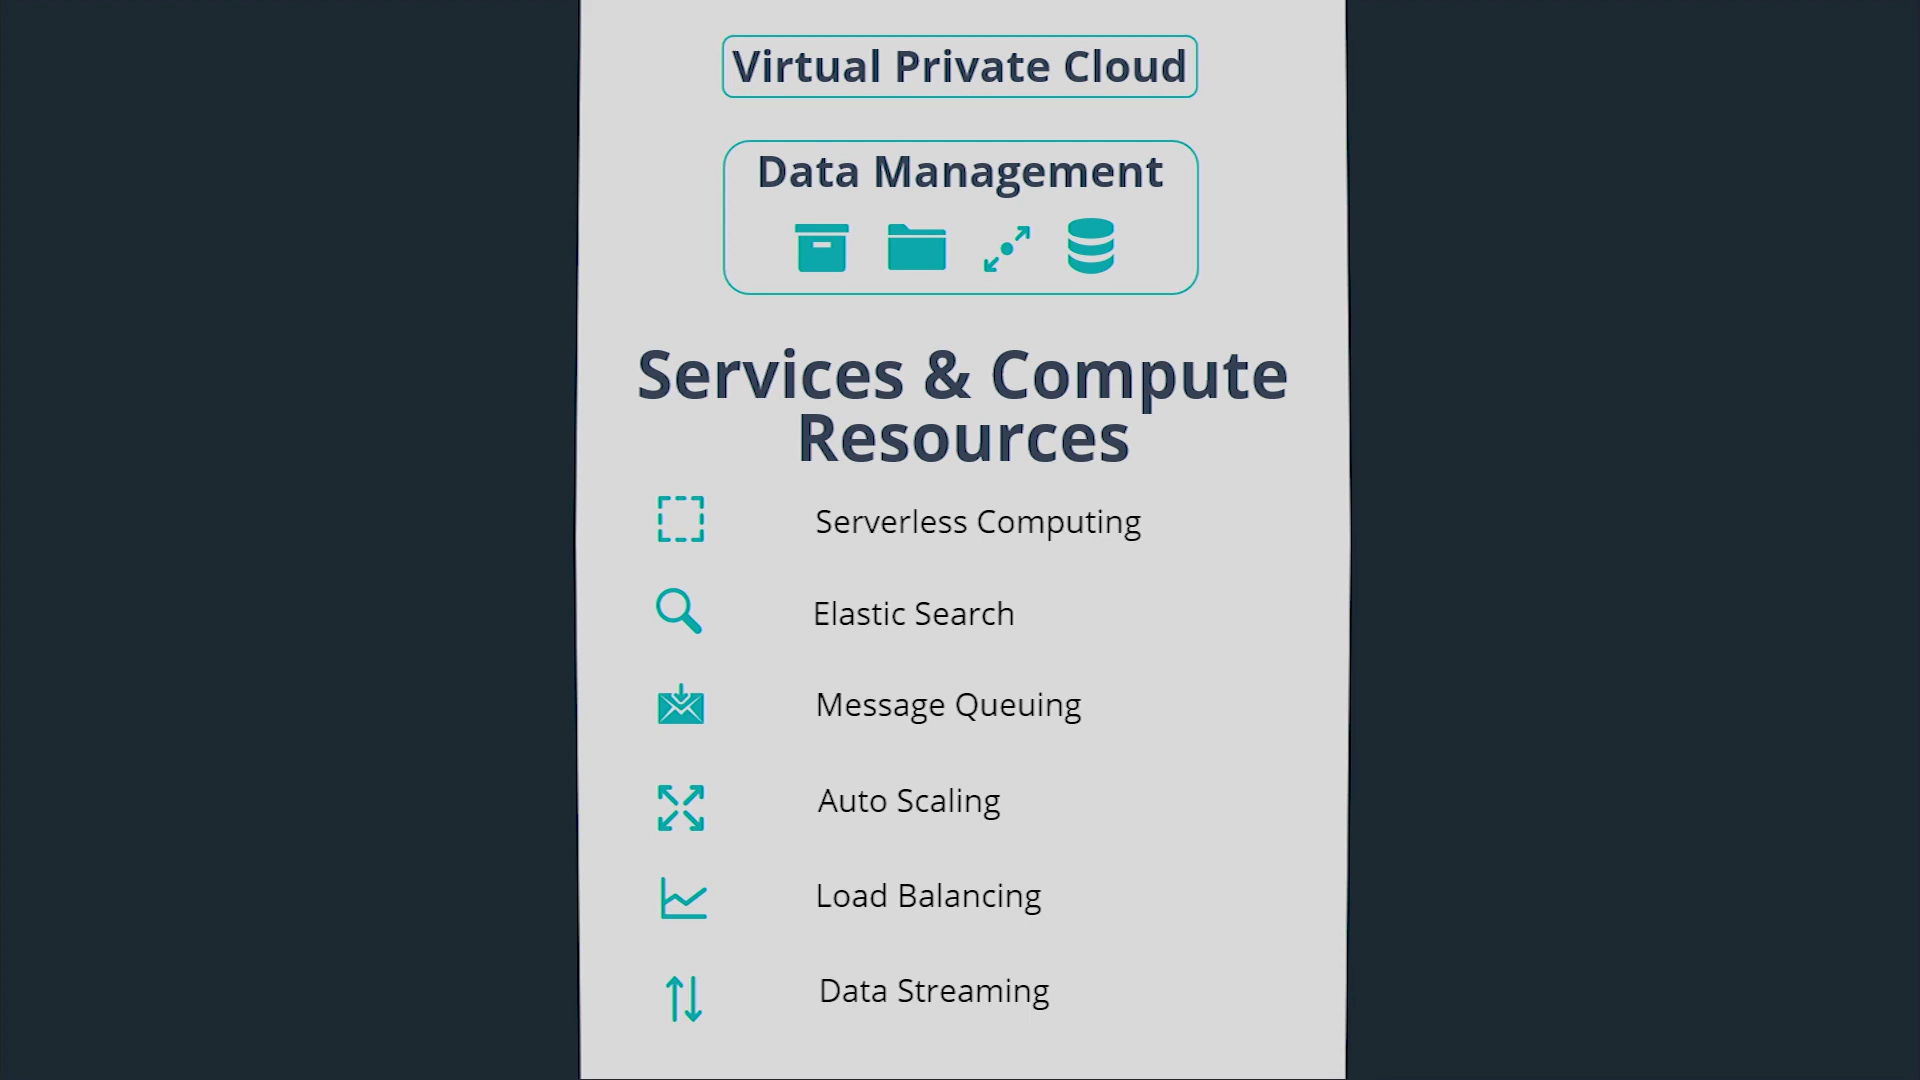 Virtual Private Cloud
Data Management
Services & Compute
Resources
Serverless Computing
Elastic Search
Message Queuing
Auto Scaling
Load Balancing
Data Streaming